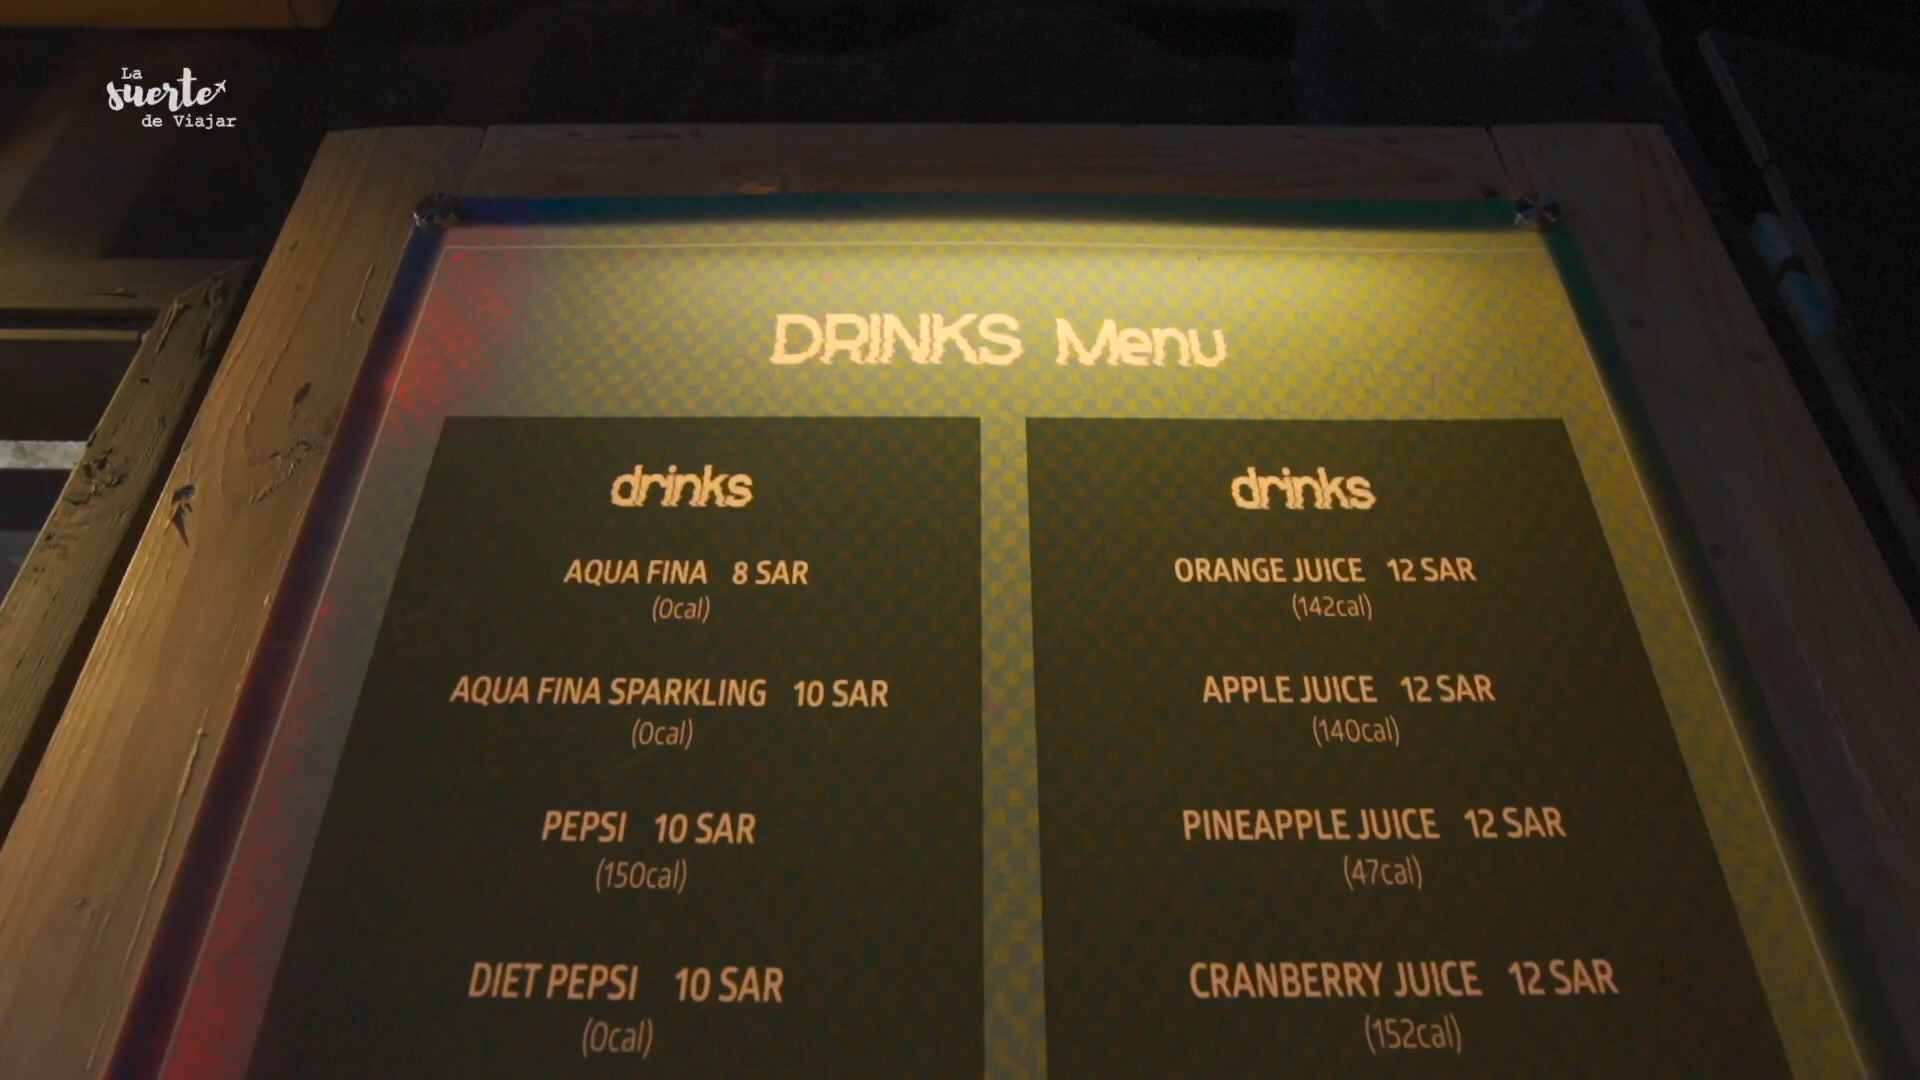 La
suerte
de Viajar
DRINKS Menu
drinks
AQUA FINA 8 SAR
(0cal)
AQUA FINA SPARKLING 10 SAR
(0cal)
PEPSI 10 SAR
(150cal)
DIET PEPSI 10 SAR
(0cal)
drinks
ORANGE JUICE 12 SAR
(142cal)
APPLE JUICE 12 SAR
(140cal)
PINEAPPLE JUICE 12 SAR
(47cal)
CRANBERRY JUICE 12 SAR
(152cal)